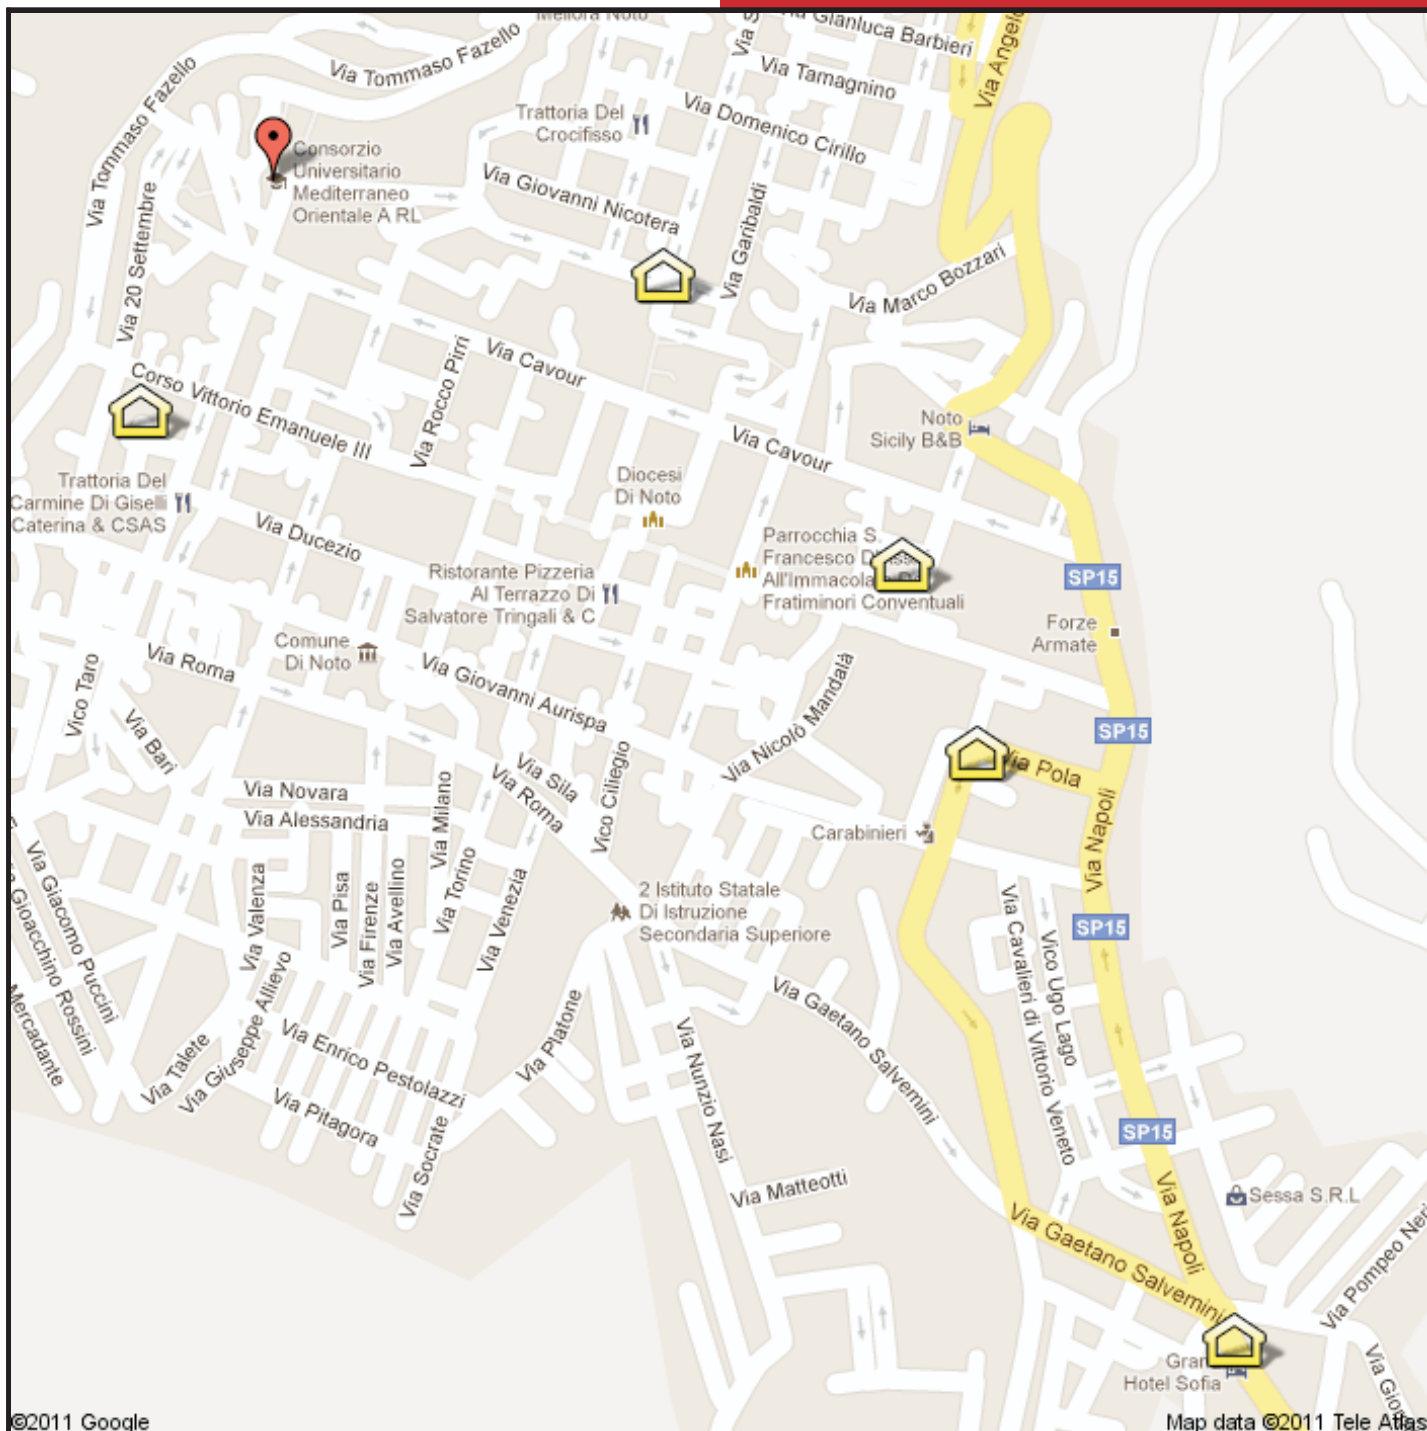 Mellora Noto
Via Gianluca Barbieri
Via Angelo
Via Tommaso Fazello
Via Tamagnino
Via Tommaso Fazello
Trattoria Del
Crocifisso
Via Domenico Cirillo
Consorzio
Universitario
Mediterraneo
Orientale A RL
Via Giovanni Nicotera
Via 20 Settembre
Via Garibaldi
Via Marco Bozzari
Via Rocco Pirri
Via Cavour
Corso Vittorio Emanuele III
Noto
Sicily B&B
Via Cavour
Trattoria Del
Carmine Di Giselli
Caterina & CSAS
Diocesi
Di Noto
Via Ducezio
Parrocchia S.
Francesco
All'Immacola
Fratiminori Conventuali
SP15
Ristorante Pizzeria
Al Terrazzo Di
Salvatore Tringali & C
Forze
Armate
Comune
Di Noto
Via Roma
Via Giovanni Aurispa
Vico Taro
Via Nicolò Mandalà
SP15
Via Bari
Via Sila
Via Pola
Via Novara
Via Alessandria
Via Milano
Via Roma
Vico Ciliegio
Carabinieri
Via Napoli
Via Giacomo Puccini
Via Gioacchino Rossini
Mercadante
Via Valenza
Via Pisa
Via Firenze
Via Avellino
Via Torino
Via Venezia
2 Istituto Statale
Di Istruzione
Secondaria Superiore
Via Cavalieri di Vittorio Veneto
Vico Ugo Lago
SP15
Via Gaetano Salvemini
Via Talete
Via Giuseppe Allievo
Via Enrico Pestolazzi
Via Platone
Via Nunzio Nasi
Via Pitagora
Via Socrate
SP15
Via Matteotti
Via Napoli
Sessa S.R.L
Via Gaetano Salvemini
Via Pompeo Neri
Gran
Hotel Sofia
Via Gio
©2011 Google
Map data ©2011 Tele Atlas